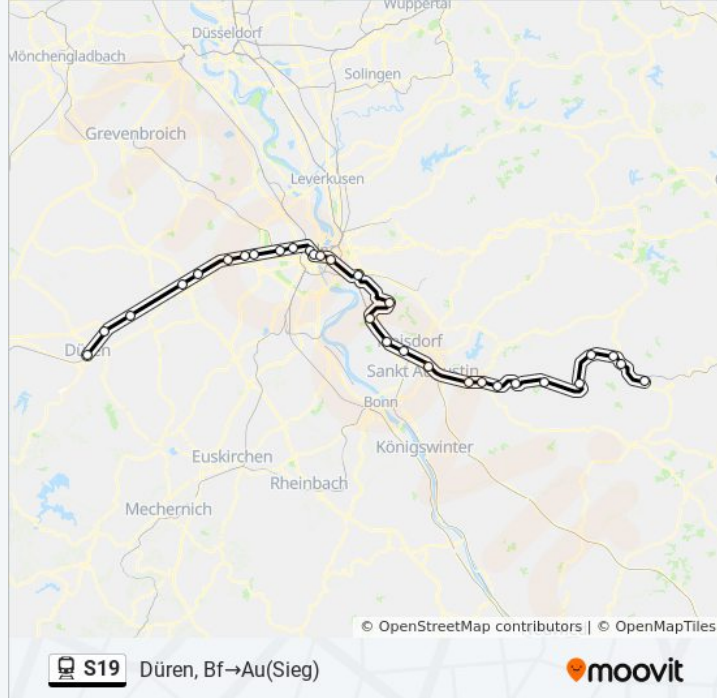 Wuppertal
Düsseldorf
Mönchengladbach
Solingen
Grevenbroich
Leverkusen
Düren
Sankt Augustin
Bonn
Königswinter
Euskirchen
Rheinbach
Mechernich
© OpenStreetMap contributors | © OpenMapTiles
S19 Düren, Bf→Au(Sieg)
moovit